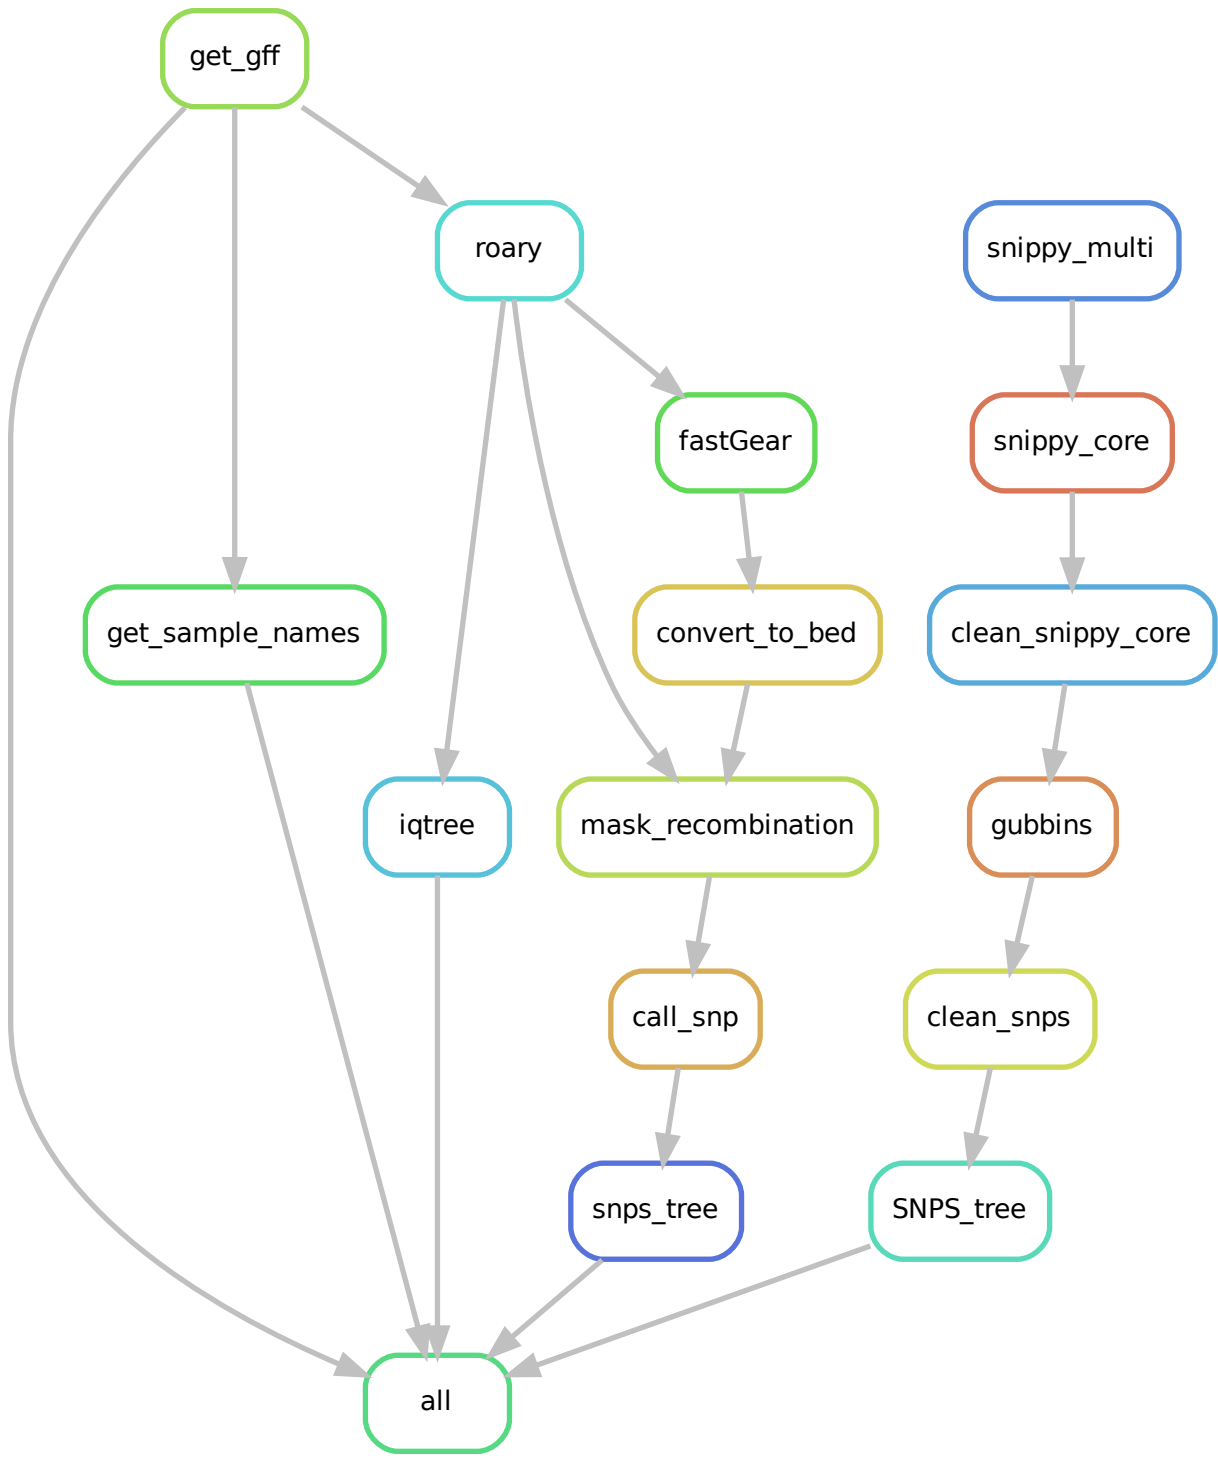 get_gff
roary
snippy_multi
fastGear
snippy_core
get_sample_names
convert_to_bed
clean_snippy_core
iqtree
mask_recombination
gubbins
call_snp
clean_snps
snps_tree
SNPS_tree
all